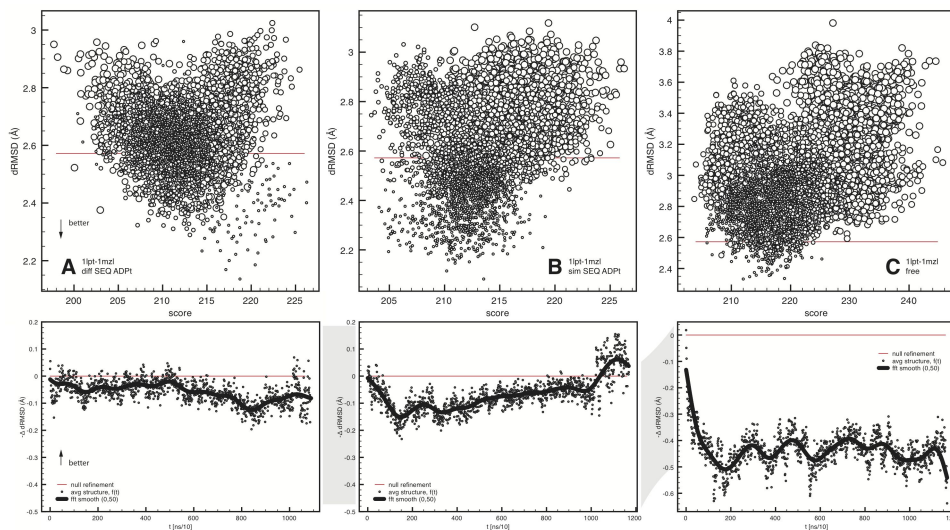 3
2.8
2.6
2.4
2.2
dRMSD (Å)
better
A
1lpt-1mzl
diff SEQ ADPt
200
205
210
215
220
225
score
3
2.8
2.6
2.4
2.2
dRMSD (Å)
B
1lpt-1mzl
sim SEQ ADPt
205
210
215
220
225
score
4
3.8
3.6
3.4
3.2
3
2.8
2.6
2.4
dRMSD (Å)
C
1lpt-1mzl
free
210
220
230
240
score
0.2
0.1
0
-0.1
-0.2
-0.3
-0.4
-0.5
-Δ dRMSD (Å)
better
null refinement
avg structure, f(t)
fft smooth (0,50)
0
200
400
600
800
1000
t [ns/10]
0.2
0.1
0
-0.1
-0.2
-0.3
-0.4
-0.5
-Δ dRMSD (Å)
null refinement
avg structure, f(t)
fft smooth (0,50)
0
200
400
600
800
1000
1200
t [ns/10]
0
-0.1
-0.2
-0.3
-0.4
-0.5
-0.6
-Δ dRMSD (Å)
null refinement
avg structure, f(t)
fft smooth (0,50)
0
200
400
600
800
1000
t [ns/10]